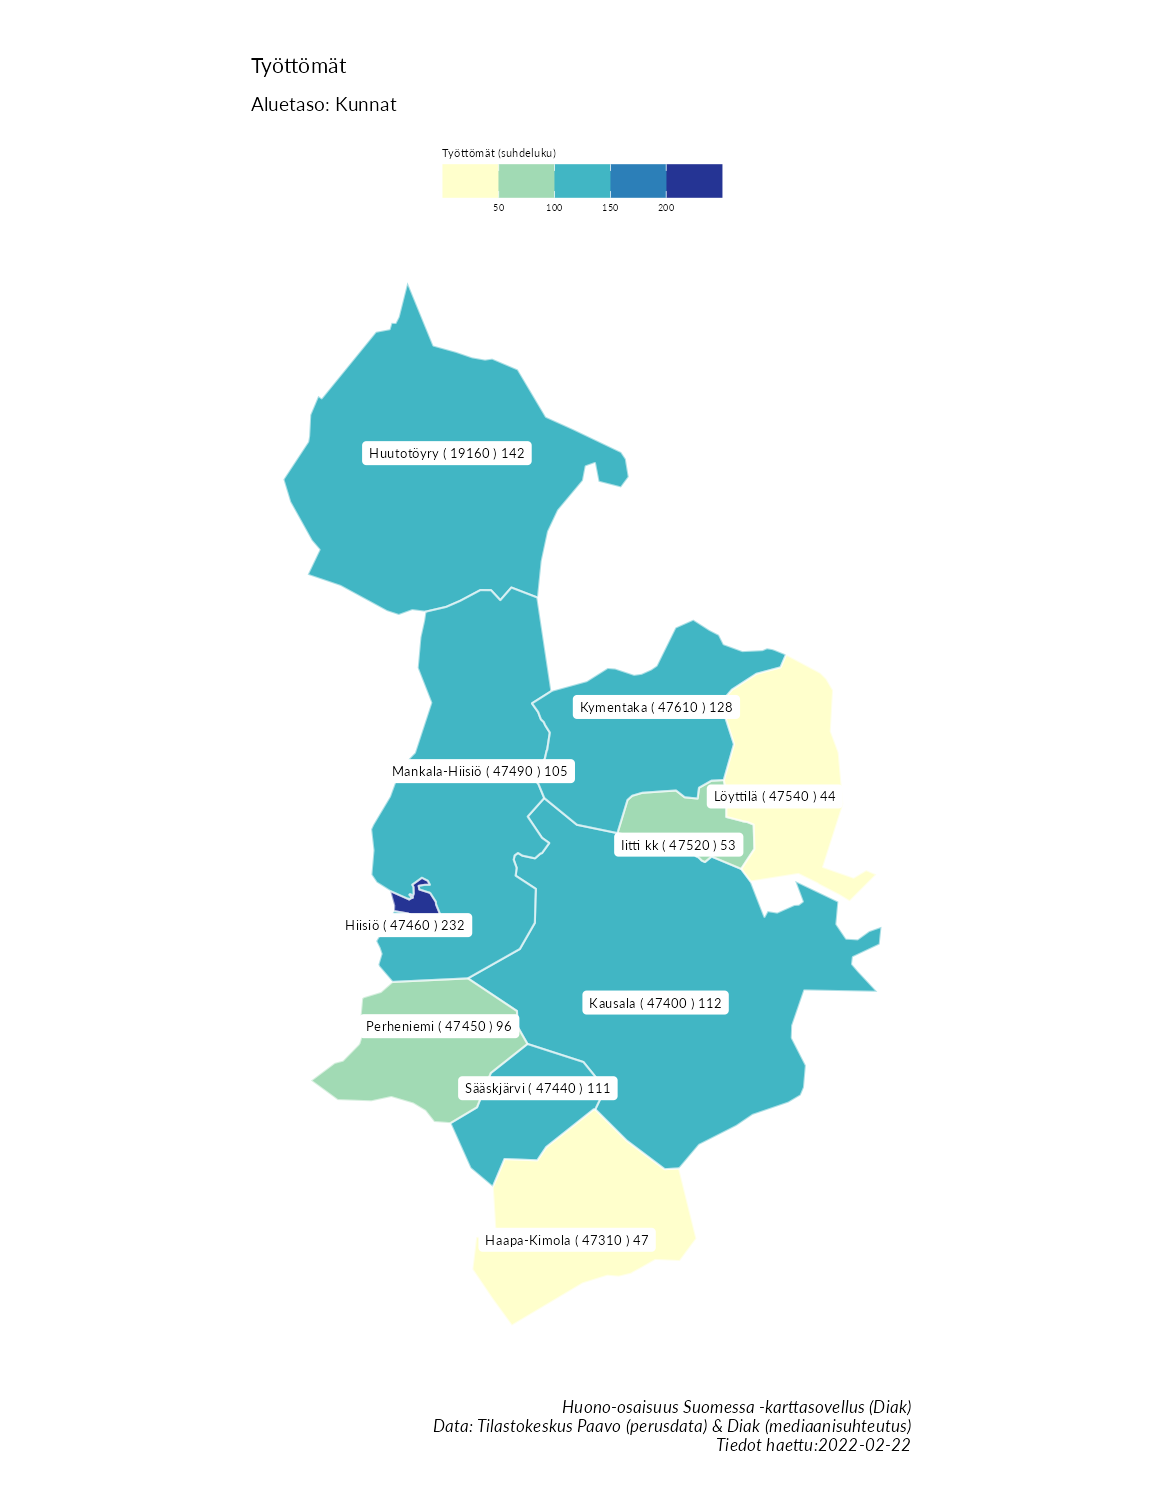 Työttömät
Aluetaso: Kunnat
Työttömät (suhdeluku)
50 100 150 200
Huutotöyry ( 19160 ) 142
Kymentaka ( 47610 ) 128
Mankala-Hiisiö ( 47490 ) 105
Löyttilä ( 47540 ) 44
Iitti kk ( 47520 ) 53
Hiisiö ( 47460 ) 232
Kausala ( 47400 ) 112
Perheniemi ( 47450 ) 96
Sääskjärvi ( 47440 ) 111
Haapa-Kimola ( 47310 ) 47
Huono-osaisuus Suomessa -karttasovellus (Diak)
Data: Tilastokeskus Paavo (perusdata) & Diak (mediaanisuhteutus)
Tiedot haettu:2022-02-22